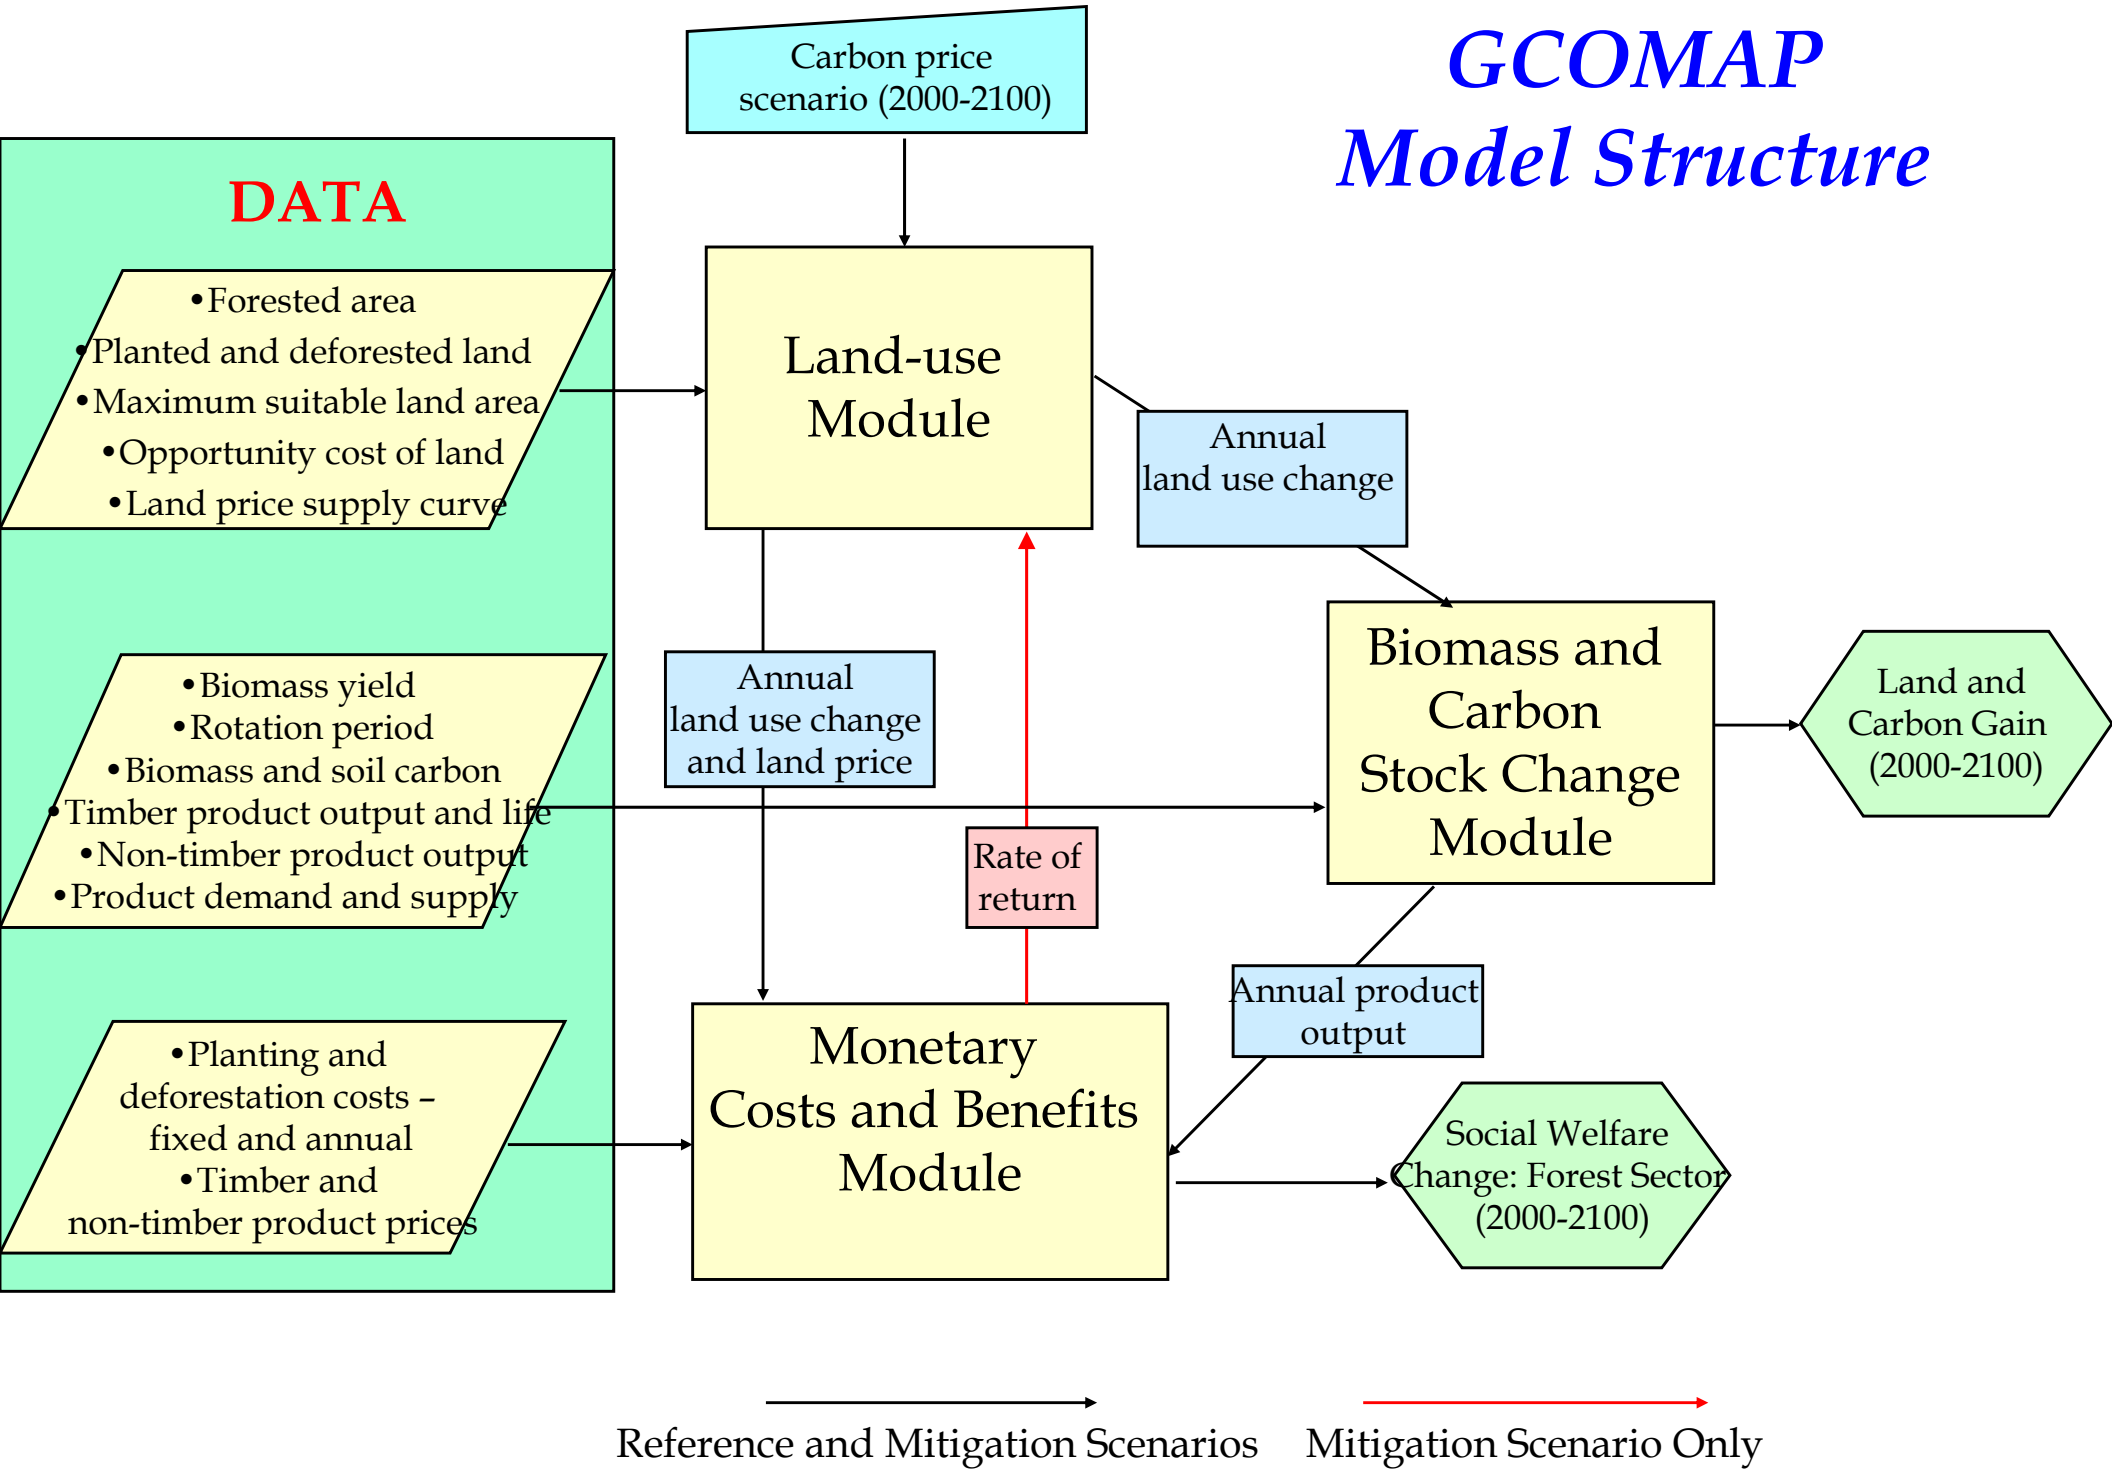 Carbon price
scenario (2000-2100)
GCOMAP
Model Structure
DATA
•Forested area
•Planted and deforested land
•Maximum suitable land area
•Opportunity cost of land
•Land price supply curve
Land-use
Module
Annual
land use change
•Biomass yield
•Rotation period
•Biomass and soil carbon
•Timber product output and life
•Non-timber product output
•Product demand and supply
Annual
land use change
and land price
Rate of
return
Biomass and
Carbon
Stock Change
Module
Land and
Carbon Gain
(2000-2100)
Annual product
output
•Planting and
deforestation costs –
fixed and annual
•Timber and
non-timber product prices
Monetary
Costs and Benefits
Module
Social Welfare
Change: Forest Sector
(2000-2100)
Reference and Mitigation Scenarios
Mitigation Scenario Only